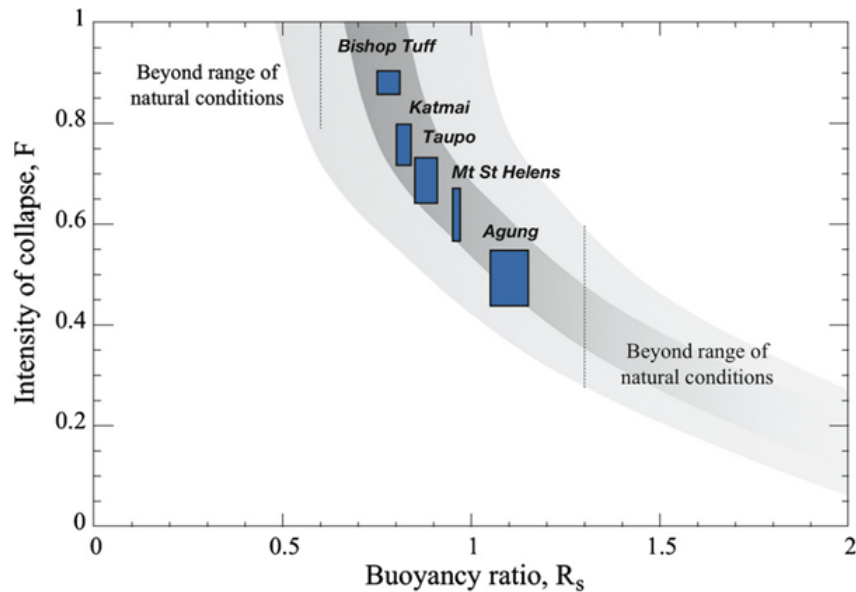 1
Bishop Tuff
Beyond range of
natural conditions
Katmai
0.8
Taupo
Mt St Helens
0.6
Agung
0.4
Beyond range of
natural conditions
0.2
0
0
0.5
1
1.5
2
Intensity of collapse, F
Buoyancy ratio, Rs